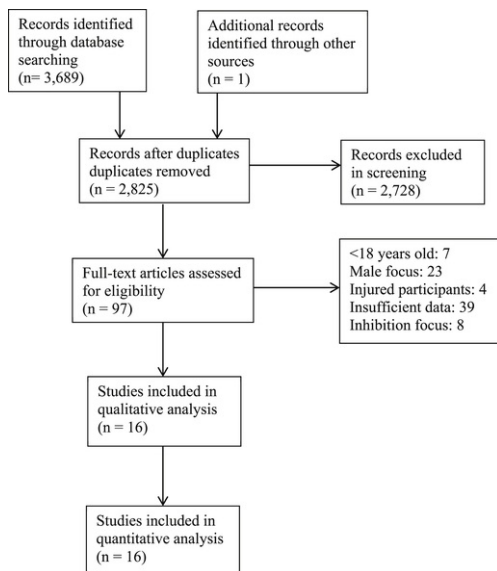 Records identified
through database
searching
(n= 3,689)
Additional records
identified through other
sources
(n = 1)
Records after duplicates
duplicates removed
(n = 2,825)
Records excluded
in screening
(n = 2,728)
Full-text articles assessed
for eligibility
(n = 97)
<18 years old: 7
Male focus: 23
Injured participants: 4
Insufficient data: 39
Inhibition focus: 8
Studies included in
qualitative analysis
(n = 16)
Studies included in
quantitative analysis
(n = 16)